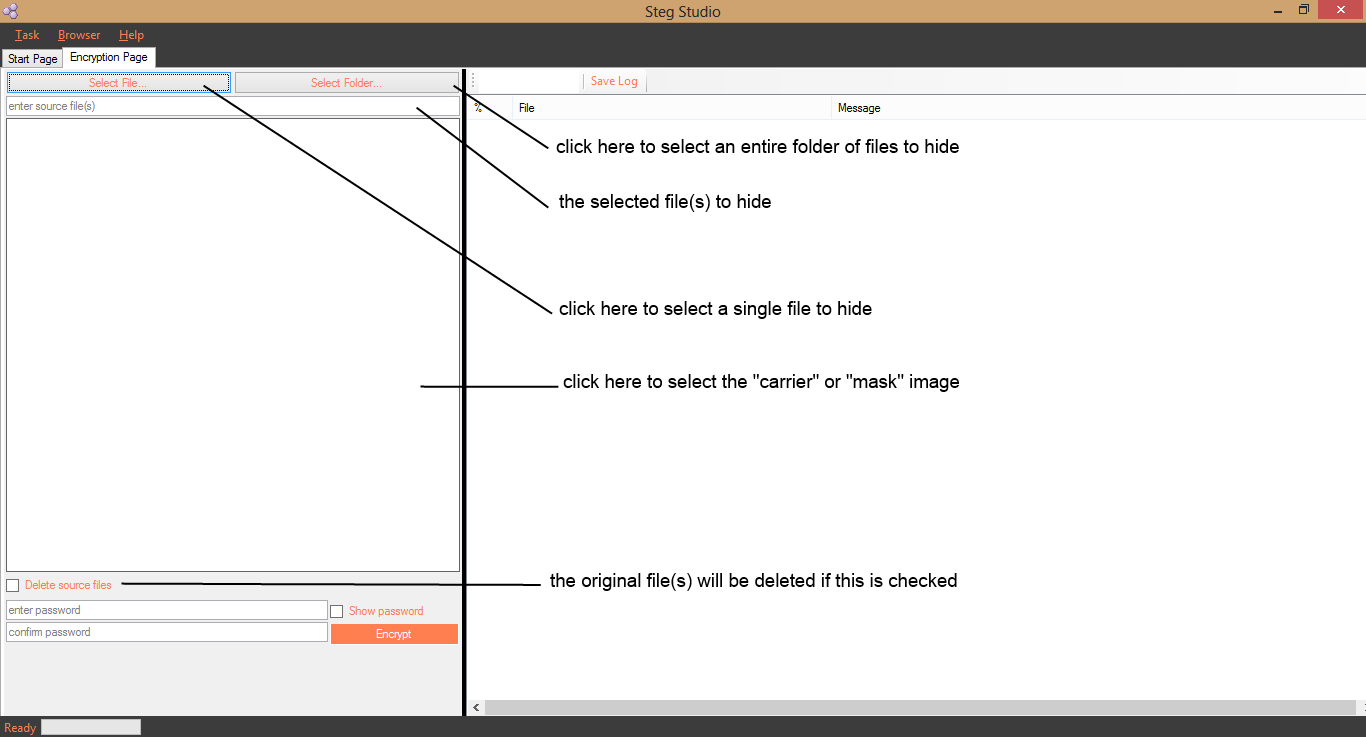 Steg Studio
Task Browser Help
Start Page Encryption Page
Select File... Select Folder... Save Log
enter source file(s) % File Message
click here to select an entire folder of files to hide
the selected file(s) to hide
click here to select a single file to hide
click here to select the "carrier" or "mask" image
Delete source files the original file(s) will be deleted if this is checked
enter password Show password
confirm password Encrypt
Ready